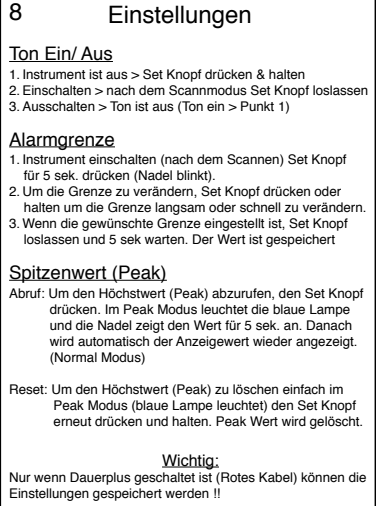 8 Einstellungen
Ton Ein/ Aus
1. Instrument ist aus > Set Knopf drücken & halten
2. Einschalten > nach dem Scannmodus Set Knopf loslassen
3. Ausschalten > Ton ist aus (Ton ein > Punkt 1)
Alarmgrenze
1. Instrument einschalten (nach dem Scannen) Set Knopf
für 5 sek. drücken (Nadel blinkt).
2. Um die Grenze zu verändern, Set Knopf drücken oder
halten um die Grenze langsam oder schnell zu verändern.
3. Wenn die gewünschte Grenze eingestellt ist, Set Knopf
loslassen und 5 sek warten. Der Wert ist gespeichert
Spitzenwert (Peak)
Abruf: Um den Höchstwert (Peak) abzurufen, den Set Knopf
drücken. Im Peak Modus leuchtet die blaue Lampe
und die Nadel zeigt den Wert für 5 sek. an. Danach
wird automatisch der Anzeigewert wieder angezeigt.
(Normal Modus)
Reset: Um den Höchstwert (Peak) zu löschen einfach im
Peak Modus (blaue Lampe leuchtet) den Set Knopf
erneut drücken und halten. Peak Wert wird gelöscht.
Wichtig:
Nur wenn Dauerplus geschaltet ist (Rotes Kabel) können die
Einstellungen gespeichert werden !!